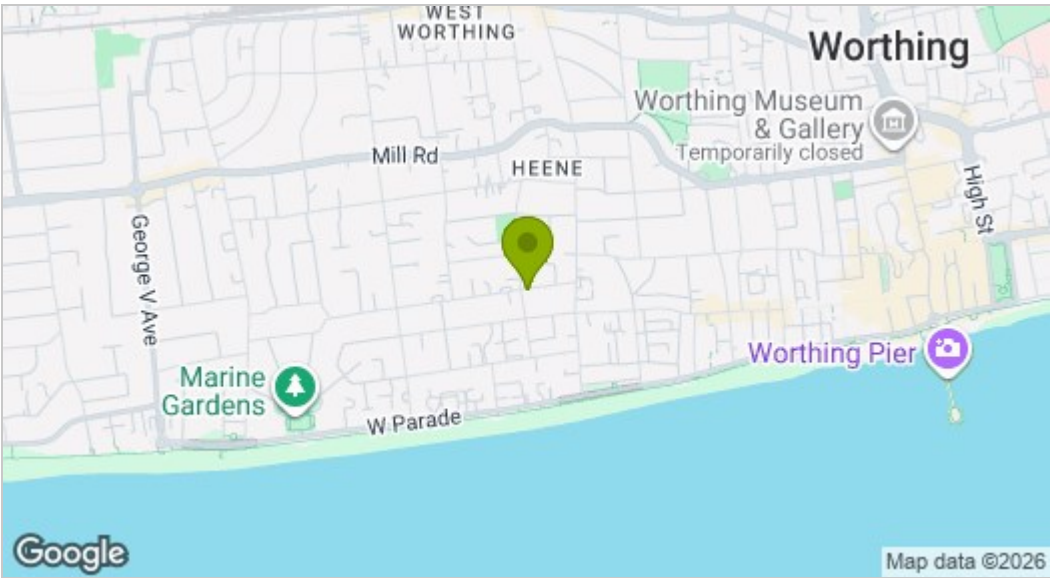 WEST
WORTHING
Worthing
Worthing Museum
& Gallery
Temporarily closed
Mill Rd
HEENE
High St
George V Ave
Worthing Pier
Marine
Gardens
W Parade
Google
Map data ©2026